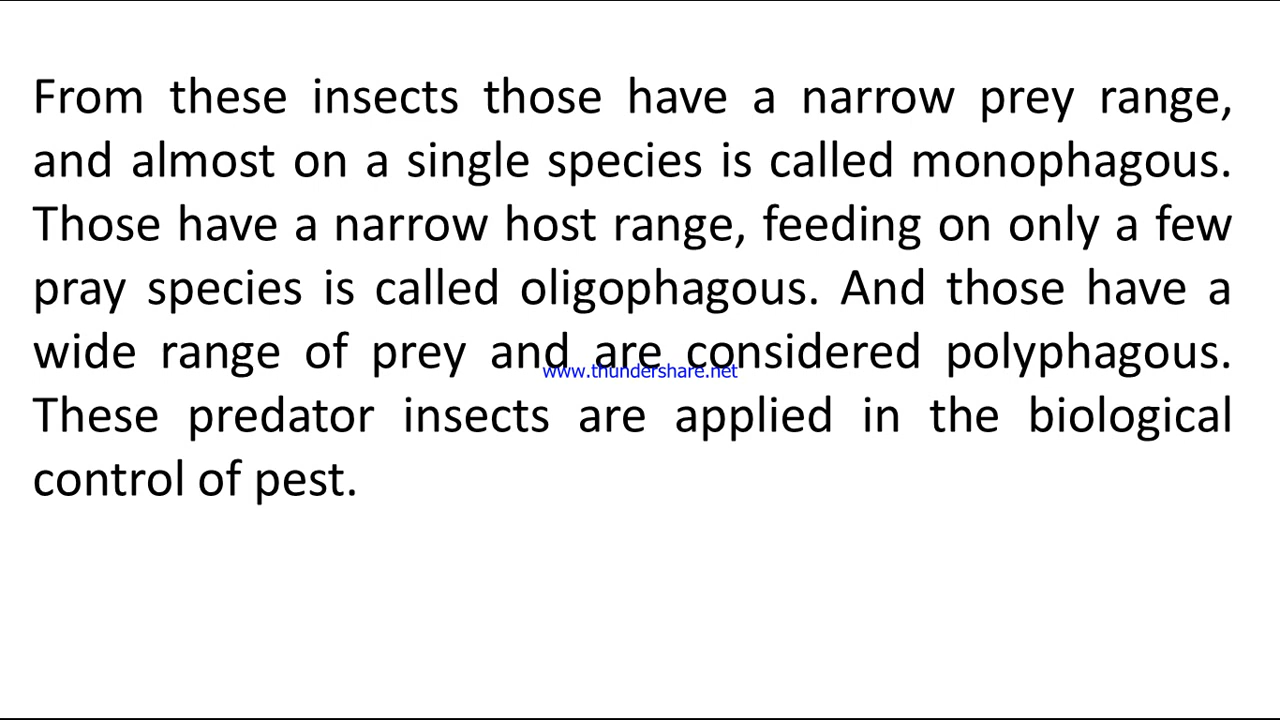 From these insects those have a narrow prey range,
and almost on a single species is called monophagous.
Those have a narrow host range, feeding on only a few
pray species is called oligophagous. And those have a
wide range of prey and are considered polyphagous.
www.thundershare.net
These predator insects are applied in the biological
control of pest.